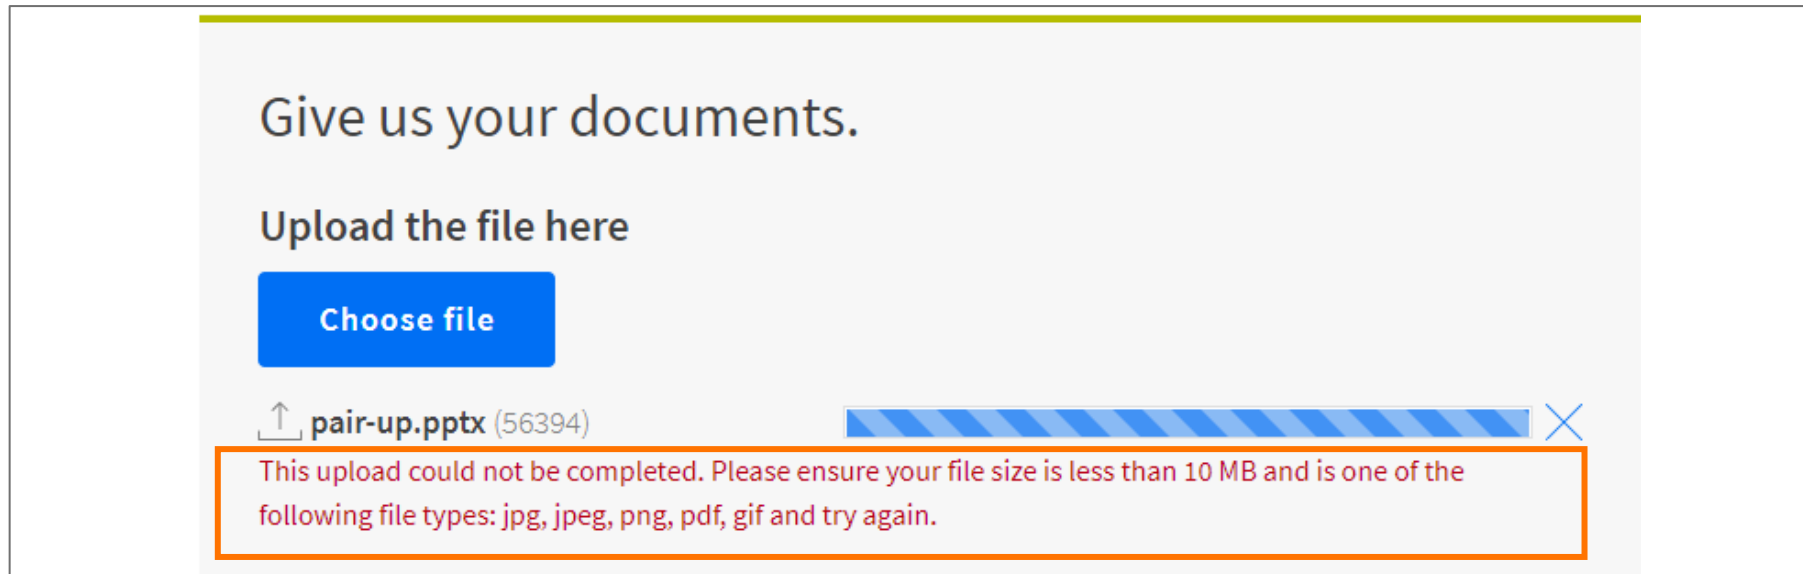 Give us your documents.
Upload the file here
Choose file
pair-up.pptx (56394)
This upload could not be completed. Please ensure your file size is less than 10 MB and is one of the
following file types: jpg, jpeg, png, pdf, gif and try again.